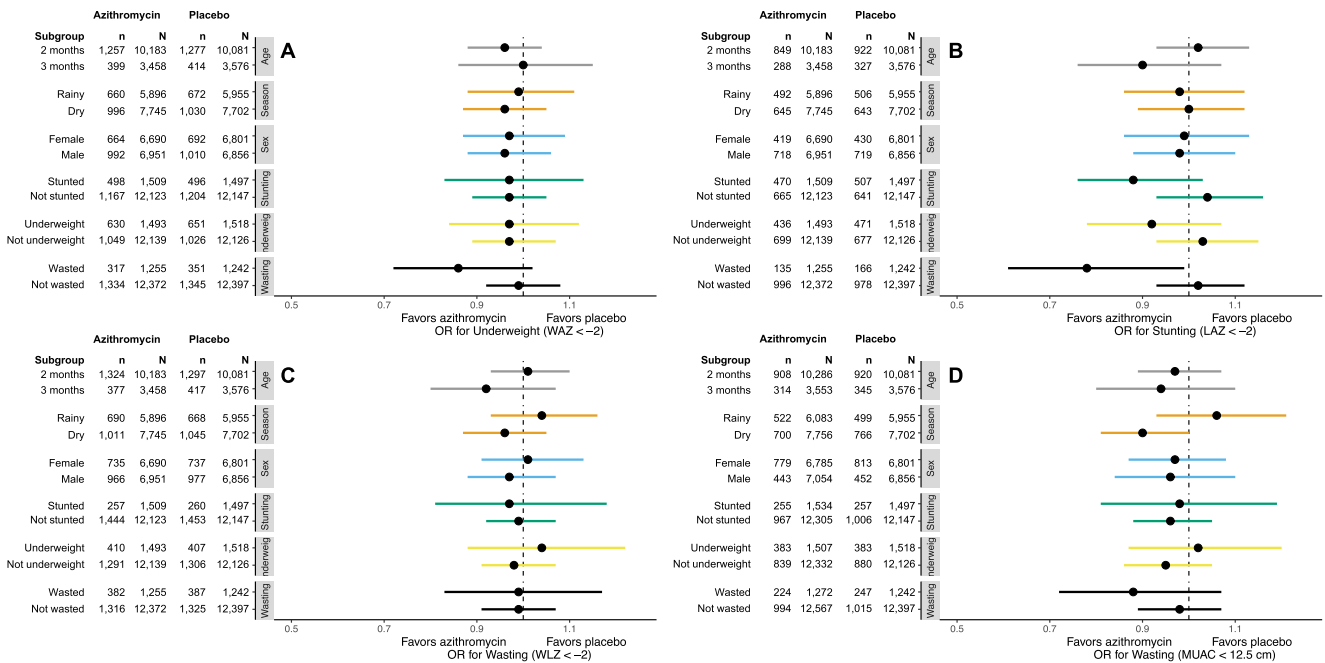 Azithromycin Placebo
Subgroup n N n N
A
2 months 1,257 10,183 1,277 10,081
3 months 399 3,458 414 3,576
Age
Rainy 660 5,896 672 5,955
Dry 996 7,745 1,030 7,702
Season
Female 664 6,690 692 6,801
Male 992 6,951 1,010 6,856
Sex
Stunted 498 1,509 496 1,497
Not stunted 1,167 12,123 1,204 12,147
Stunting
Underweight 630 1,493 651 1,518
Not underweight 1,049 12,139 1,026 12,126
nderweig
Wasted 317 1,255 351 1,242
Not wasted 1,334 12,372 1,345 12,397
Wasting
0.5 0.7 0.9 1.1
Favors azithromycin Favors placebo
OR for Underweight (WAZ < −2)
Azithromycin Placebo
Subgroup n N n N
B
2 months 849 10,183 922 10,081
3 months 288 3,458 327 3,576
Age
Rainy 492 5,896 506 5,955
Dry 645 7,745 643 7,702
Season
Female 419 6,690 430 6,801
Male 718 6,951 719 6,856
Sex
Stunted 470 1,509 507 1,497
Not stunted 665 12,123 641 12,147
Stunting
Underweight 436 1,493 471 1,518
Not underweight 699 12,139 677 12,126
nderweig
Wasted 135 1,255 166 1,242
Not wasted 996 12,372 978 12,397
Wasting
0.5 0.7 0.9 1.1
Favors azithromycin Favors placebo
OR for Stunting (LAZ < −2)
Azithromycin Placebo
Subgroup n N n N
C
2 months 1,324 10,183 1,297 10,081
3 months 377 3,458 417 3,576
Age
Rainy 690 5,896 668 5,955
Dry 1,011 7,745 1,045 7,702
Season
Female 735 6,690 737 6,801
Male 966 6,951 977 6,856
Sex
Stunted 257 1,509 260 1,497
Not stunted 1,444 12,123 1,453 12,147
Stunting
Underweight 410 1,493 407 1,518
Not underweight 1,291 12,139 1,306 12,126
nderweig
Wasted 382 1,255 387 1,242
Not wasted 1,316 12,372 1,325 12,397
Wasting
0.5 0.7 0.9 1.1
Favors azithromycin Favors placebo
OR for Wasting (WLZ < −2)
Azithromycin Placebo
Subgroup n N n N
D
2 months 908 10,286 920 10,081
3 months 314 3,553 345 3,576
Age
Rainy 522 6,083 499 5,955
Dry 700 7,756 766 7,702
Season
Female 779 6,785 813 6,801
Male 443 7,054 452 6,856
Sex
Stunted 255 1,534 257 1,497
Not stunted 967 12,305 1,006 12,147
Stunting
Underweight 383 1,507 383 1,518
Not underweight 839 12,332 880 12,126
nderweig
Wasted 224 1,272 247 1,242
Not wasted 994 12,567 1,015 12,397
Wasting
0.5 0.7 0.9 1.1
Favors azithromycin Favors placebo
OR for Wasting (MUAC < 12.5 cm)